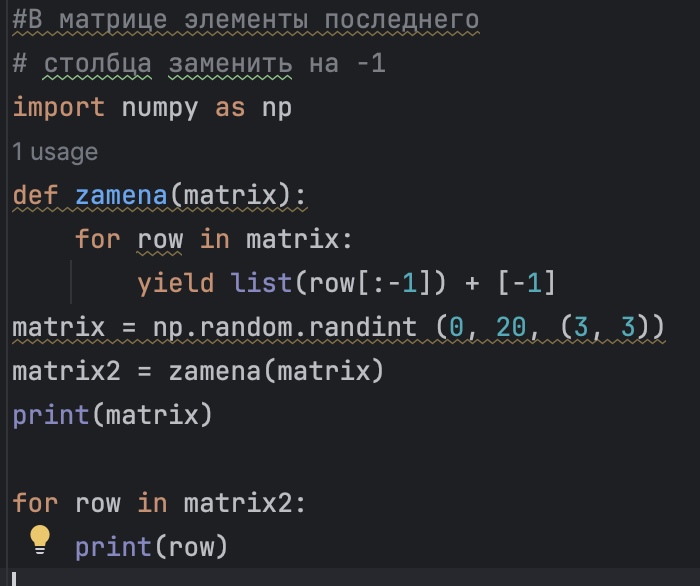 #В матрице элементы последнего
# столбца заменить на -1
import numpy as np
1 usage
def zamena(matrix):
    for row in matrix:
        yield list(row[:-1]) + [-1]
matrix = np.random.randint (0, 20, (3, 3))
matrix2 = zamena(matrix)
print(matrix)
for row in matrix2:
    print(row)